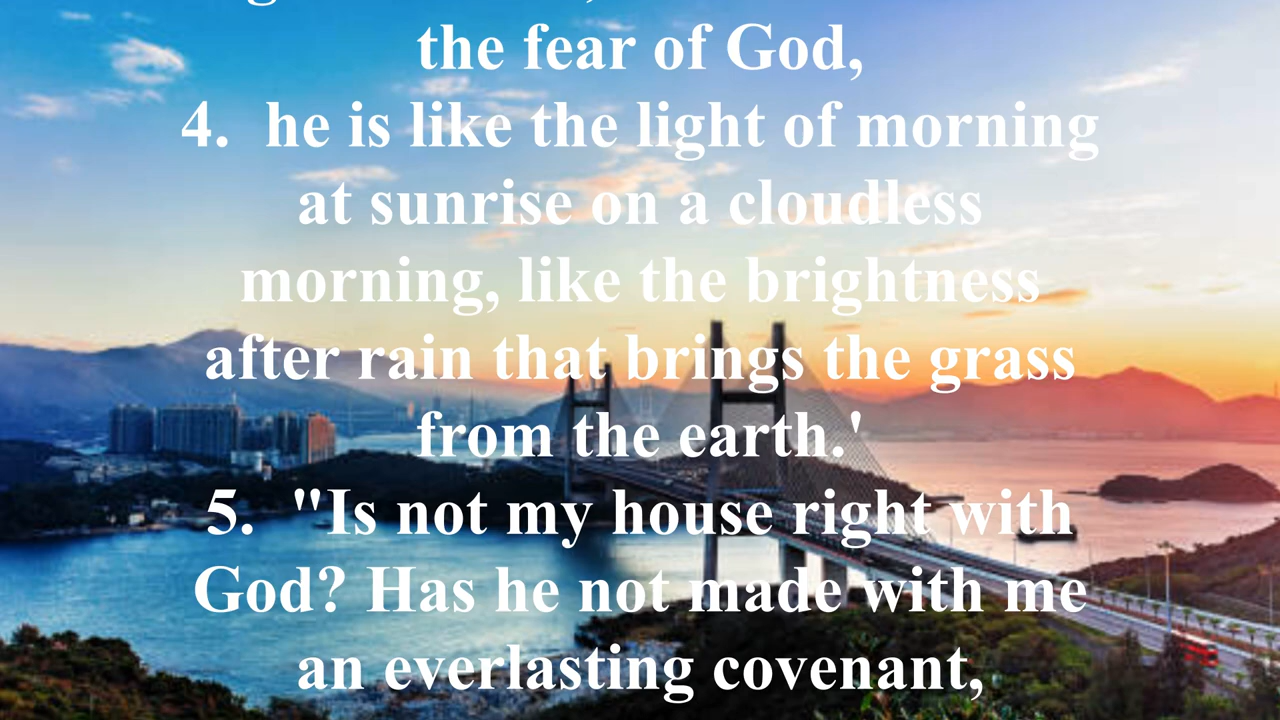 the fear of God,
4. he is like the light of morning
at sunrise on a cloudless
morning, like the brightness
after rain that brings the grass
from the earth.'
5. "Is not my house right with
God? Has he not made with me
an everlasting covenant,